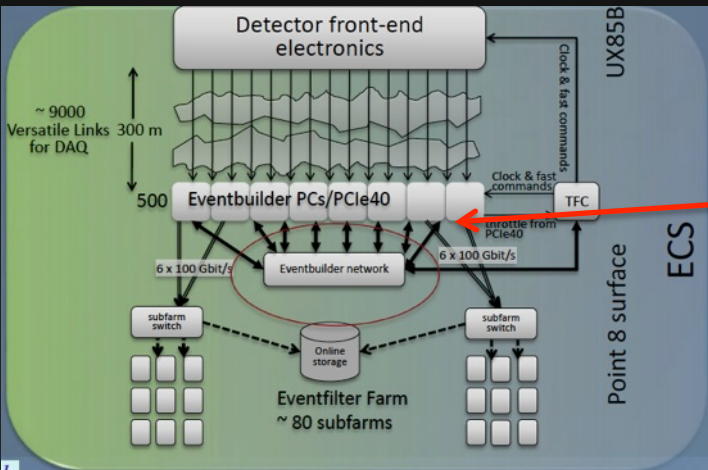 Detector front-end
electronics
UX85B
Clock & fast
commands
~ 9000
Versatile Links
for DAQ
300 m
500
Eventbuilder PCs/PCIe40
Clock & fast
commands
TFC
throttle from
PCIe40
6 x 100 Gbit/s
Eventbuilder network
6 x 100 Gbit/s
ECS
Point 8 surface
subfarm
switch
subfarm
switch
Online
storage
Eventfilter Farm
~ 80 subfarms